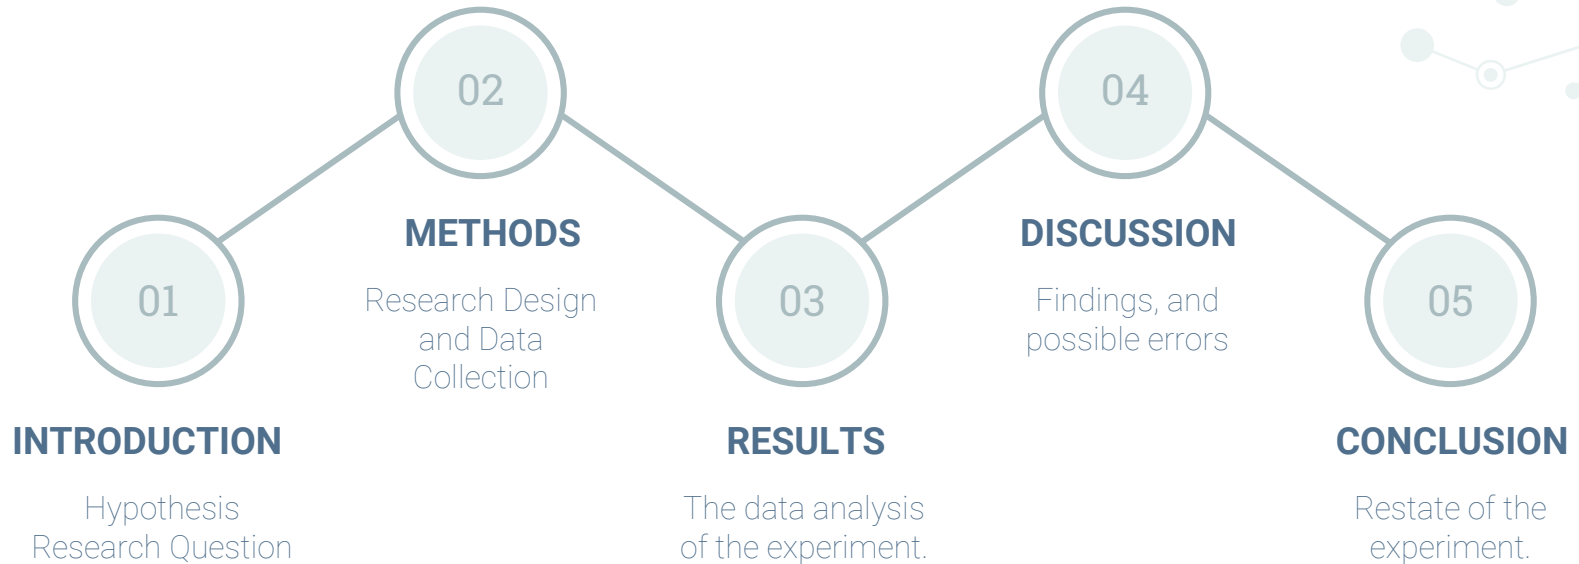 01
INTRODUCTION
Hypothesis
Research Question
02
METHODS
Research Design
and Data
Collection
03
RESULTS
The data analysis
of the experiment.
04
DISCUSSION
Findings, and
possible errors
05
CONCLUSION
Restate of the
experiment.